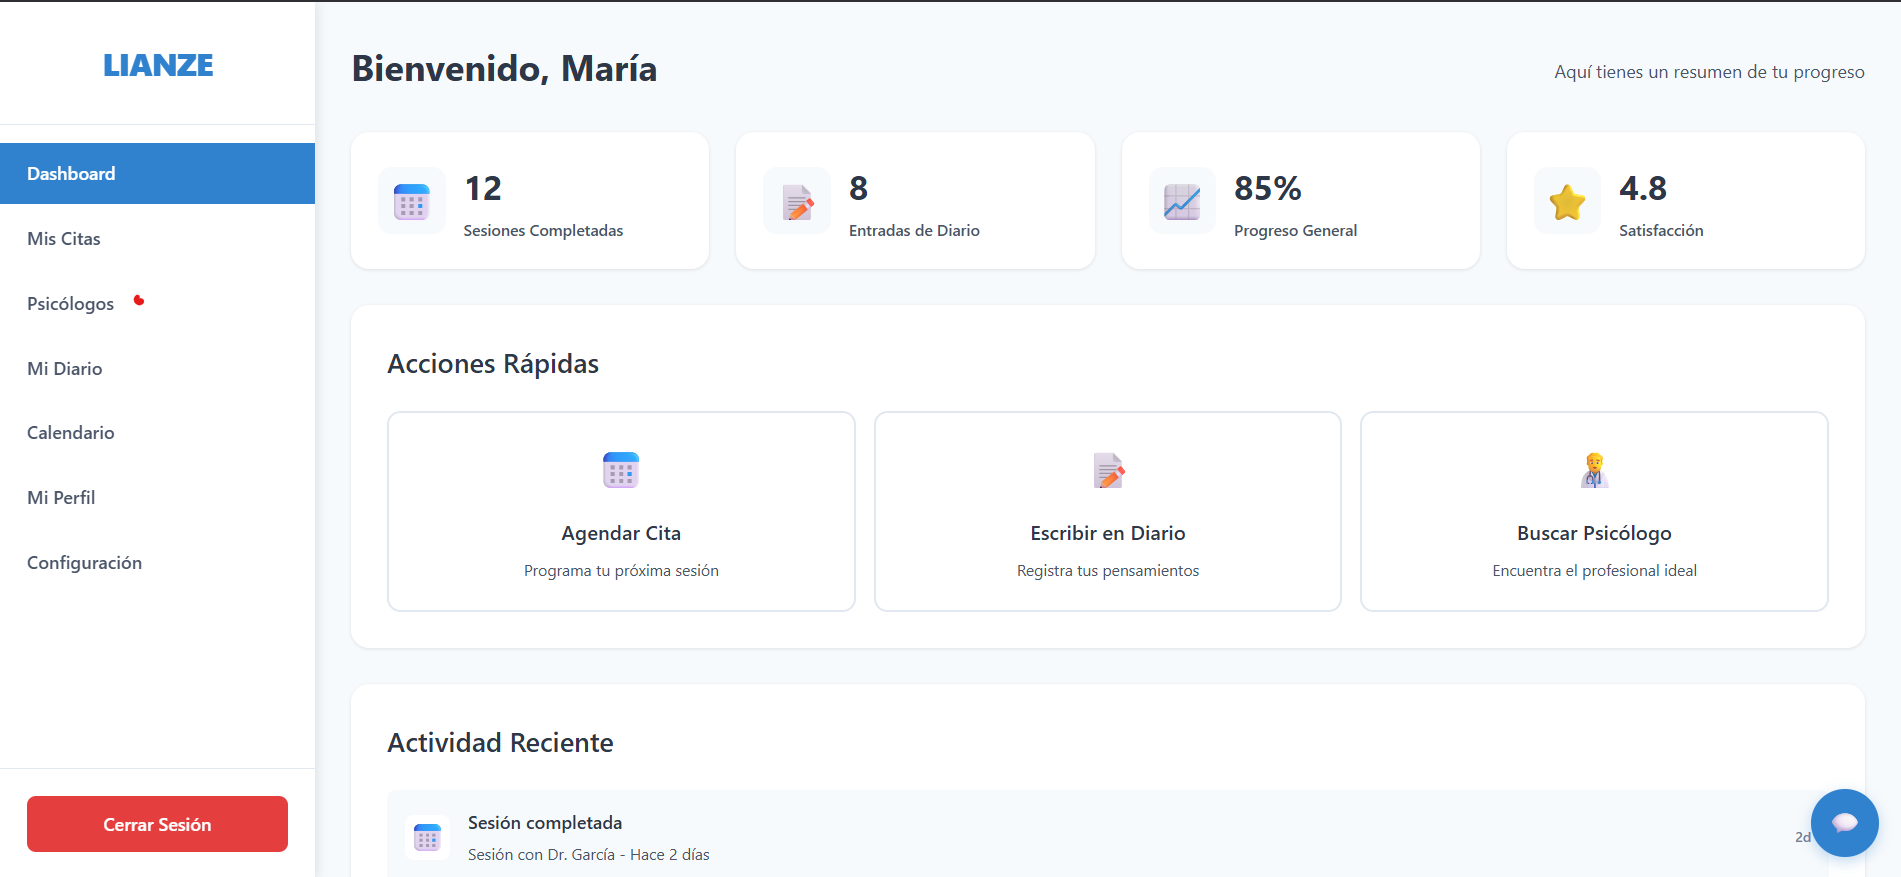 LIANZE
Dashboard
Mis Citas
Psicólogos
Mi Diario
Calendario
Mi Perfil
Configuración
Cerrar Sesión
Bienvenido, María
Aquí tienes un resumen de tu progreso
12
Sesiones Completadas
8
Entradas de Diario
85%
Progreso General
4.8
Satisfacción
Acciones Rápidas
Agendar Cita
Programa tu próxima sesión
Escribir en Diario
Registra tus pensamientos
Buscar Psicólogo
Encuentra el profesional ideal
Actividad Reciente
Sesión completada
Sesión con Dr. García - Hace 2 días
2d